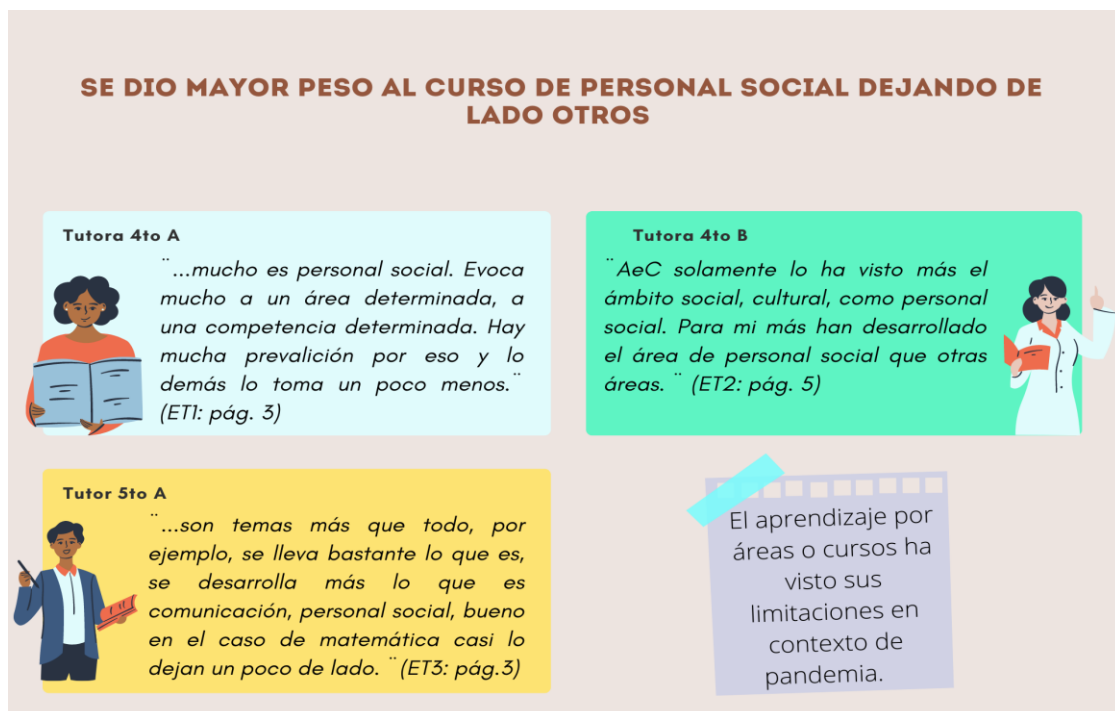 SE DIO MAYOR PESO AL CURSO DE PERSONAL SOCIAL DEJANDO DE
LADO OTROS
Tutora 4to A
¨...mucho es personal social. Evoca
mucho a un área determinada, a
una competencia determinada. Hay
mucha prevalición por eso y lo
demás lo toma un poco menos.¨
(ET1: pág. 3)
Tutora 4to B
¨AeC solamente lo ha visto más el
ámbito social, cultural, como personal
social. Para mi más han desarrollado
el área de personal social que otras
áreas. ¨ (ET2: pág. 5)
Tutor 5to A
¨...son temas más que todo, por
ejemplo, se lleva bastante lo que es,
se desarrolla más lo que es
comunicación, personal social, bueno
en el caso de matemática casi lo
dejan un poco de lado. ¨(ET3: pág.3)
El aprendizaje por
áreas o cursos ha
visto sus
limitaciones en
contexto de
pandemia.